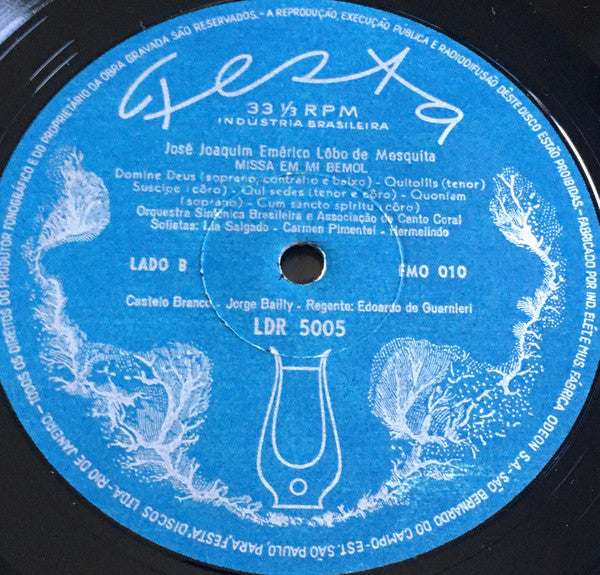 Festa
33 ⅓ RPM
INDÚSTRIA BRASILEIRA
José Joaquim Emérico Lôbo de Mesquita
MISSA EM MI BEMOL
Domine Deus (soprano, contralto e baixo) - Quitollis (tenor)
Suscipe (côro) - Qui sedes (tenor e côro) - Quoniam
(soprano) - Cum sancto spiritu (côro)
Orquestra Sinfônica Brasileira e Associação de Canto Coral
Solistas: Lia Salgado - Carmen Pimentel - Hermelindo
LADO B
FMO 010
Castelo Branco - Jorge Bailly - Regente: Edoardo de Guarnieri
LDR 5005
TODOS OS DIREITOS DO PRODUTOR FONOGRÁFICO E DO PROPRIETÁRIO DA OBRA GRAVADA SÃO RESERVADOS. - A REPRODUÇÃO, EXECUÇÃO PÚBLICA E RADIODIFUSÃO DÊSTE DISCO ESTÃO PROIBIDAS - FABRICADO POR IND. ELÉT. E MUS. FÁBRICA ODEON S.A. - SÃO BERNARDO DO CAMPO - EST. SÃO PAULO, PARA FESTA DISCOS LTDA. - RIO DE JANEIRO. -